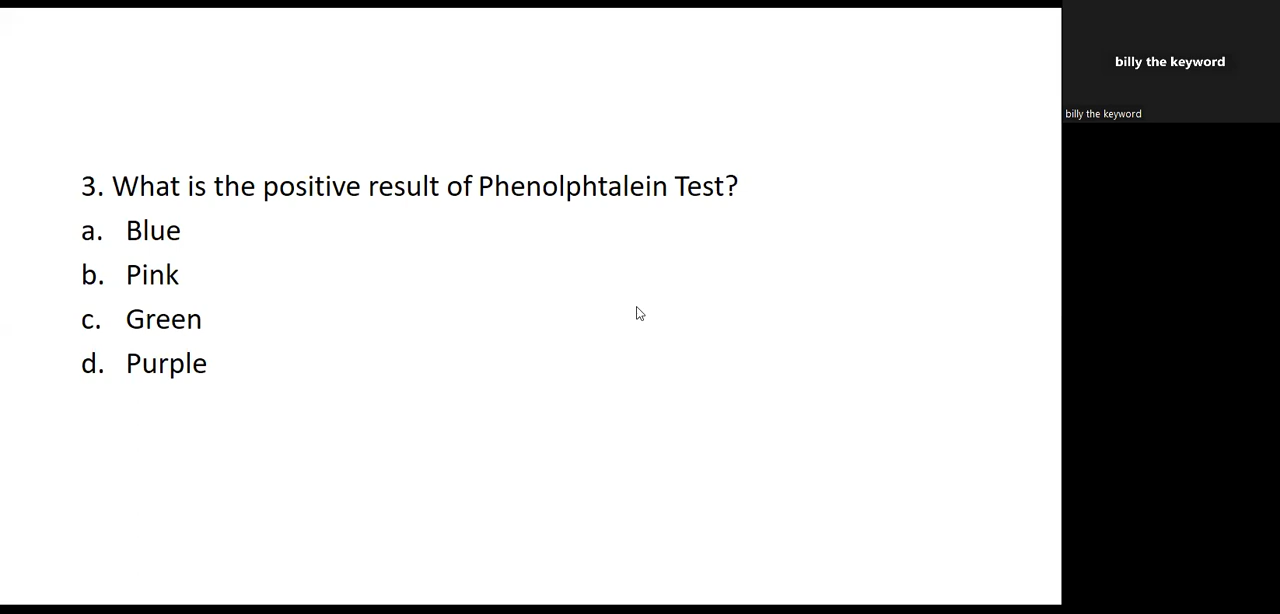 3. What is the positive result of Phenolphtalein Test?
a. Blue
b. Pink
c. Green
d. Purple
billy the keyword
billy the keyword